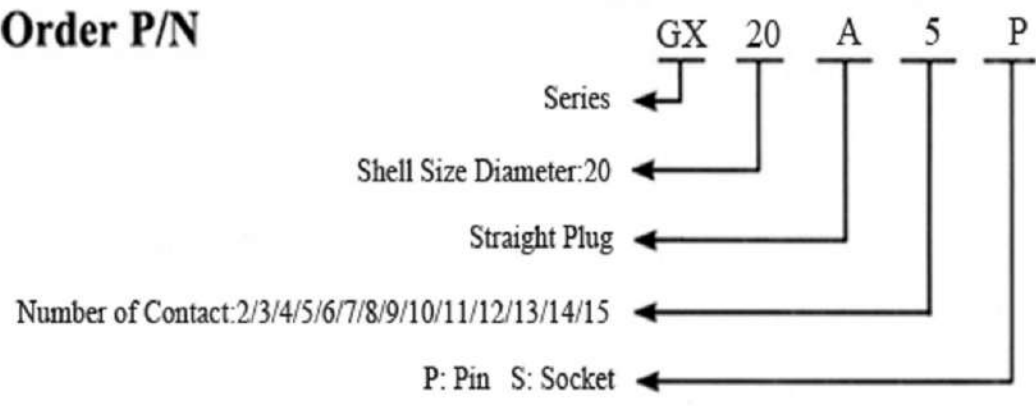 Order P/N
GX 20 A 5 P
Series
Shell Size Diameter:20
Straight Plug
Number of Contact:2/3/4/5/6/7/8/9/10/11/12/13/14/15
P: Pin S: Socket